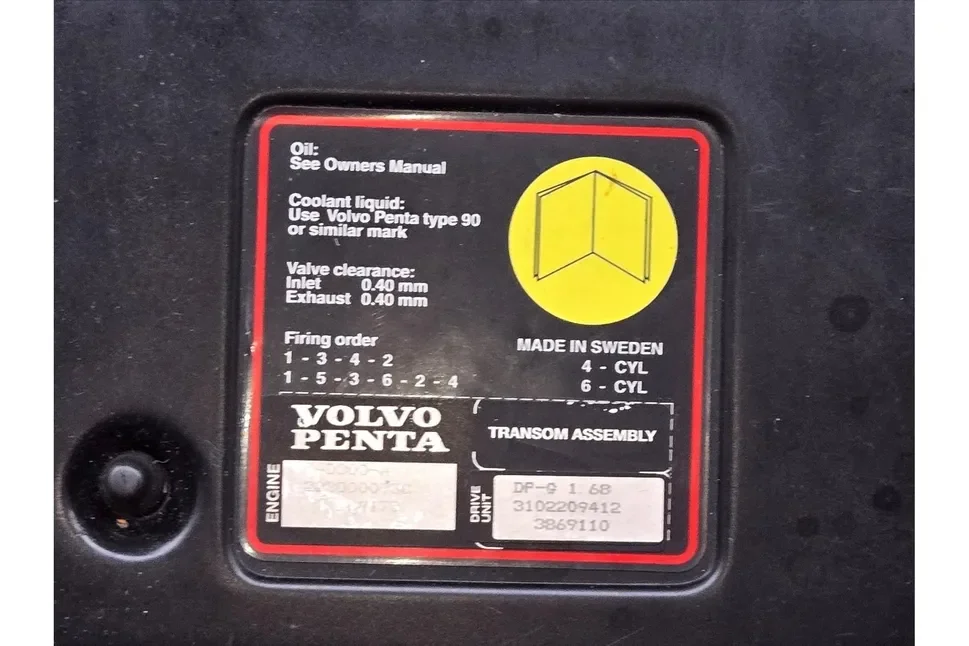 Oil:
See Owners Manual
Coolant liquid:
Use Volvo Penta type 90
or similar mark
Valve clearance:
Inlet 0.40 mm
Exhaust 0.40 mm
Firing order
1 - 3 - 4 - 2
1 - 5 - 3 - 6 - 2 - 4
MADE IN SWEDEN
4 - CYL
6 - CYL
VOLVO
PENTA
TRANSOM ASSEMBLY
ENGINE
DRIVE
UNIT
DP-G 1.68
3102209412
3869110